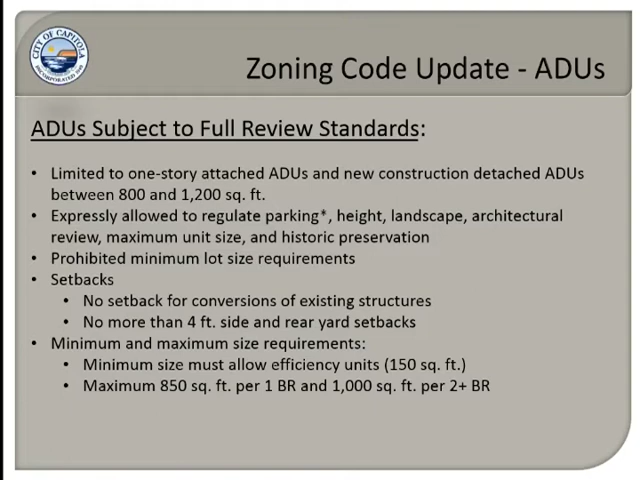 CITY OF CAPITOLA
INCORPORATED 1949
Zoning Code Update - ADUs
ADUs Subject to Full Review Standards:
• Limited to one-story attached ADUs and new construction detached ADUs
between 800 and 1,200 sq. ft.
• Expressly allowed to regulate parking*, height, landscape, architectural
review, maximum unit size, and historic preservation
• Prohibited minimum lot size requirements
• Setbacks
• No setback for conversions of existing structures
• No more than 4 ft. side and rear yard setbacks
• Minimum and maximum size requirements:
• Minimum size must allow efficiency units (150 sq. ft.)
• Maximum 850 sq. ft. per 1 BR and 1,000 sq. ft. per 2+ BR